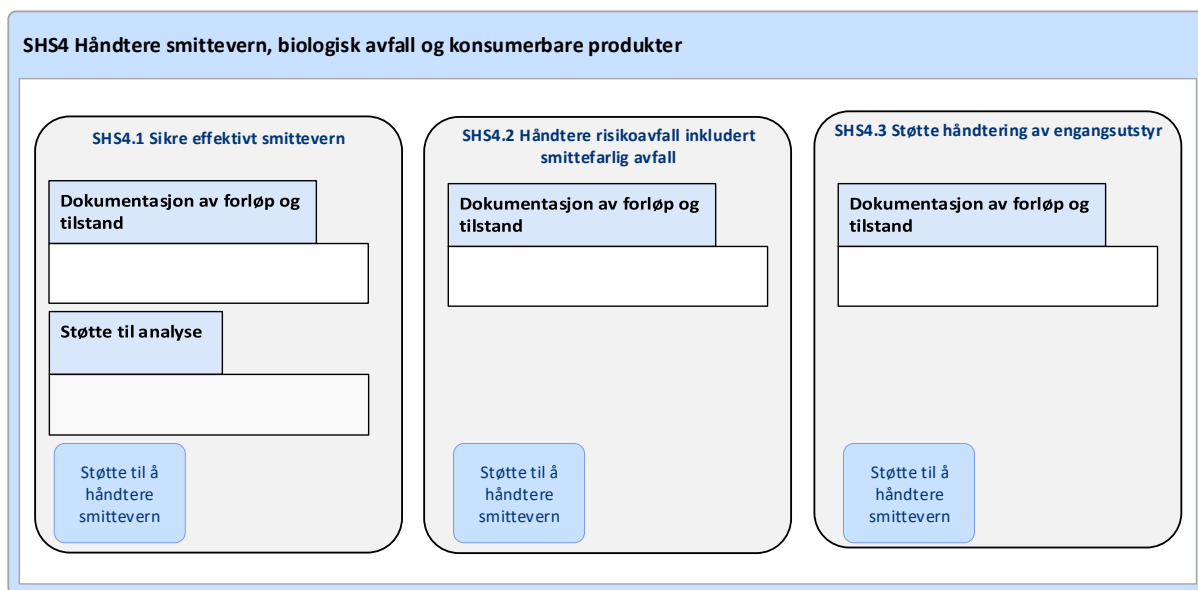 SHS4 Håndtere smittevern, biologisk avfall og konsumerbare produkter
SHS4.1 Sikre effektivt smittevern
Dokumentasjon av forløp og
tilstand
Støtte til analyse
Støtte til å
håndtere
smittevern
SHS4.2 Håndtere risikoavfall inkludert
smittefarlig avfall
Dokumentasjon av forløp og
tilstand
Støtte til å
håndtere
smittevern
SHS4.3 Støtte håndtering av engangsutstyr
Dokumentasjon av forløp og
tilstand
Støtte til å
håndtere
smittevern